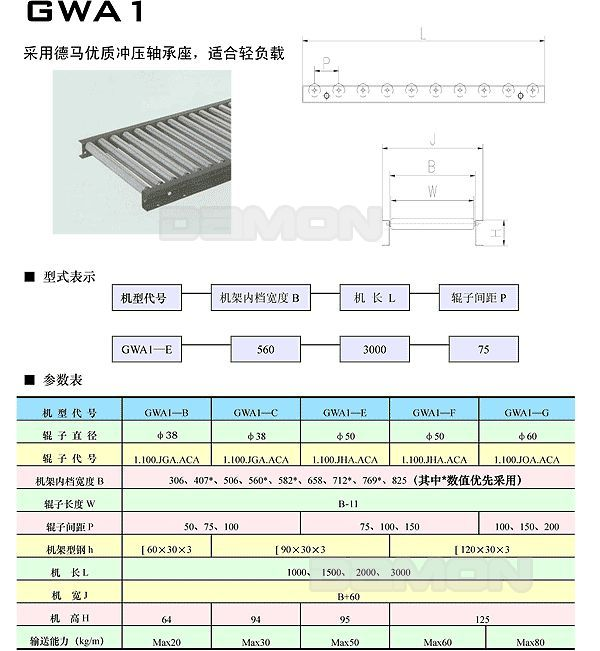 GWA1
采用德马优质冲压轴承座，适合轻负载
L
P
J
B
W
H
DAMON
■ 型式表示
机型代号 机架内档宽度 B 机 长 L 辊子间距 P
GWA1—E 560 3000 75
■ 参数表
机 型 代 号 GWA1—B GWA1—C GWA1—E GWA1—F GWA1—G
辊 子 直 径 φ38 φ38 φ50 φ50 φ60
辊 子 代 号 1.100.JGA.ACA 1.100.JGA.ACA 1.100.JHA.ACA 1.100.JHA.ACA 1.100.JOA.ACA
机架内档宽度 B 306、407*、506、560*、582*、658、712*、769*、825（其中*数值优先采用）
辊子长度 W B-11
辊子间距 P 50、75、100 75、100、150 100、150、200
机架型钢 h [ 60×30×3 [ 90×30×3 [ 120×30×3
机 长 L 1000、 1500、 2000、 3000
机 宽 J B+60
机 高 H 64 94 95 125
输送能力（kg/m） Max20 Max30 Max50 Max60 Max80
DAMON